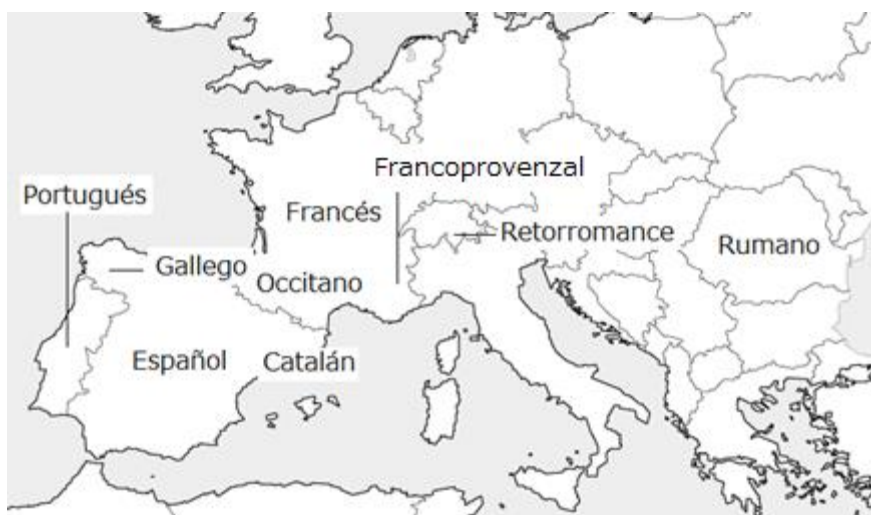 Francoprovenzal
Portugués
Francés
Retorromance
Rumano
Gallego
Occitano
Español
Catalán